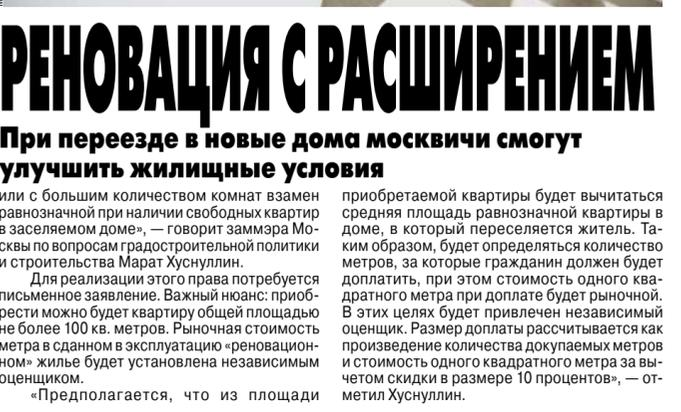 РЕНОВАЦИЯ С РАСШИРЕНИЕМ
При переезде в новые дома москвичи смогут
улучшить жилищные условия
или с большим количеством комнат взамен
равнозначной при наличии свободных квартир
в заселяемом доме», — говорит заммэра Мо-
сквы по вопросам градостроительной политики
и строительства Марат Хуснуллин.
Для реализации этого права потребуется
письменное заявление. Важный нюанс: приоб-
рести можно будет квартиру общей площадью
не более 100 кв. метров. Рыночная стоимость
метра в сданном в эксплуатацию «реновацион-
ном» жилье будет установлена независимым
оценщиком.
«Предполагается, что из площади
приобретаемой квартиры будет вычитаться
средняя площадь равнозначной квартиры в
доме, в который переселяется житель. Та-
ким образом, будет определяться количество
метров, за которые гражданин должен будет
доплатить, при этом стоимость одного ква-
дратного метра при доплате будет рыночной.
В этих целях будет привлечен независимый
оценщик. Размер доплаты рассчитывается как
произведение количества докупаемых метров
и стоимость одного квадратного метра за вы-
четом скидки в размере 10 процентов», — от-
метил Хуснуллин.